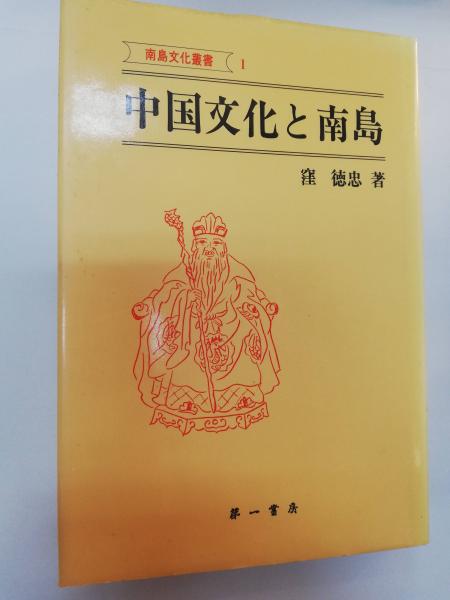 南島文化叢書 1
中国文化と南島
窪 徳忠 著
第一書房